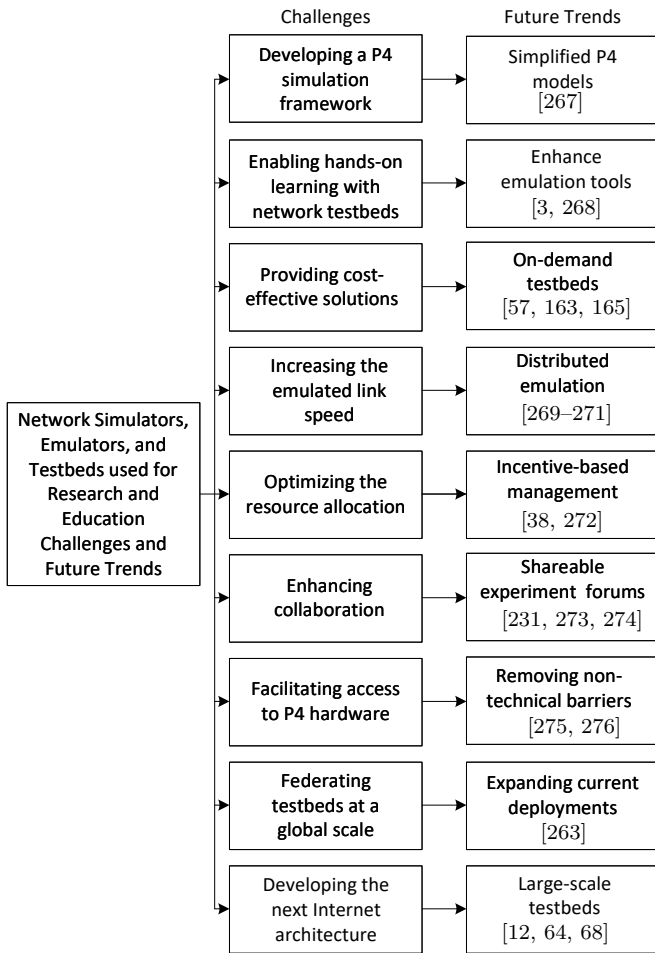 Challenges
Future Trends
Network Simulators,
Emulators, and
Testbeds used for
Research and
Education
Challenges and
Future Trends
Developing a P4
simulation
framework
Simplified P4
models
[267]
Enabling hands-on
learning with
network testbeds
Enhance
emulation tools
[3, 268]
Providing cost-
effective solutions
On-demand
testbeds
[57, 163, 165]
Increasing the
emulated link
speed
Distributed
emulation
[269–271]
Optimizing the
resource allocation
Incentive-based
management
[38, 272]
Enhancing
collaboration
Shareable
experiment forums
[231, 273, 274]
Facilitating access
to P4 hardware
Removing non-
technical barriers
[275, 276]
Federating
testbeds at a
global scale
Expanding current
deployments
[263]
Developing the
next Internet
architecture
Large-scale
testbeds
[12, 64, 68]